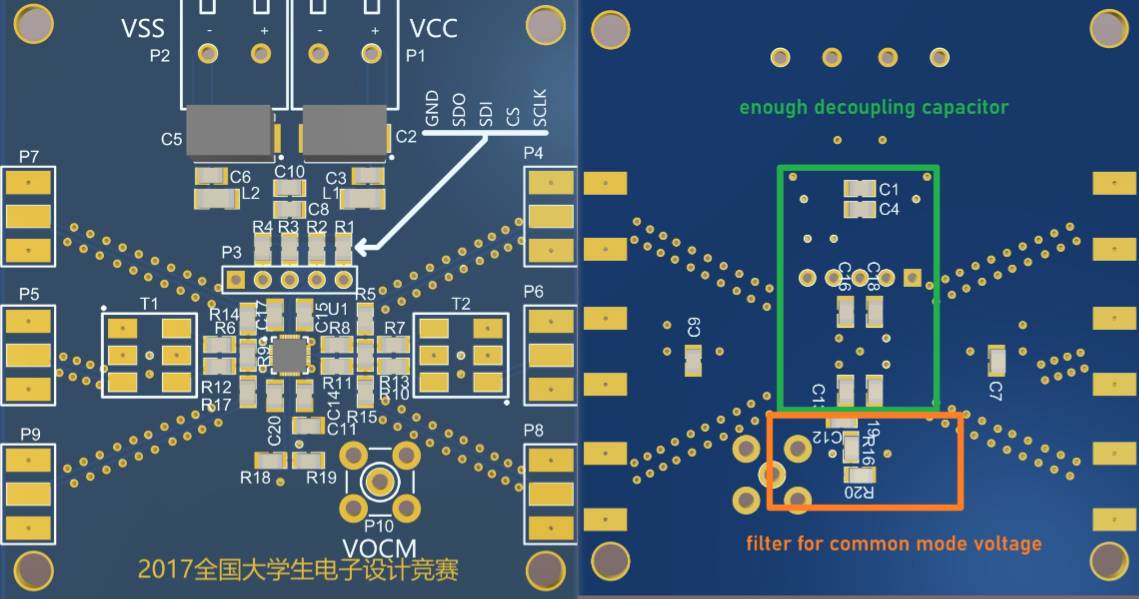 VSS - + - + VCC
P2 P1
GND
SDO
SDI
CS
SCLK
C5 C2
P7 P4
C6 C10 C3
L2 L1
C8
R4 R3 R2 R1
P3
P5 P6
T1 T2
R14 C17 C15 U1 R5
R6 R8 R7
R9
R12 R11 R13
R17 C14 R10
R15
P9 P8
C20 C11
R18 R19
P10
VOCM
2017全国大学生电子设计竞赛
enough decoupling capacitor
C1
C4
C16 C18
C9 C7
C12
R16
R20
filter for common mode voltage